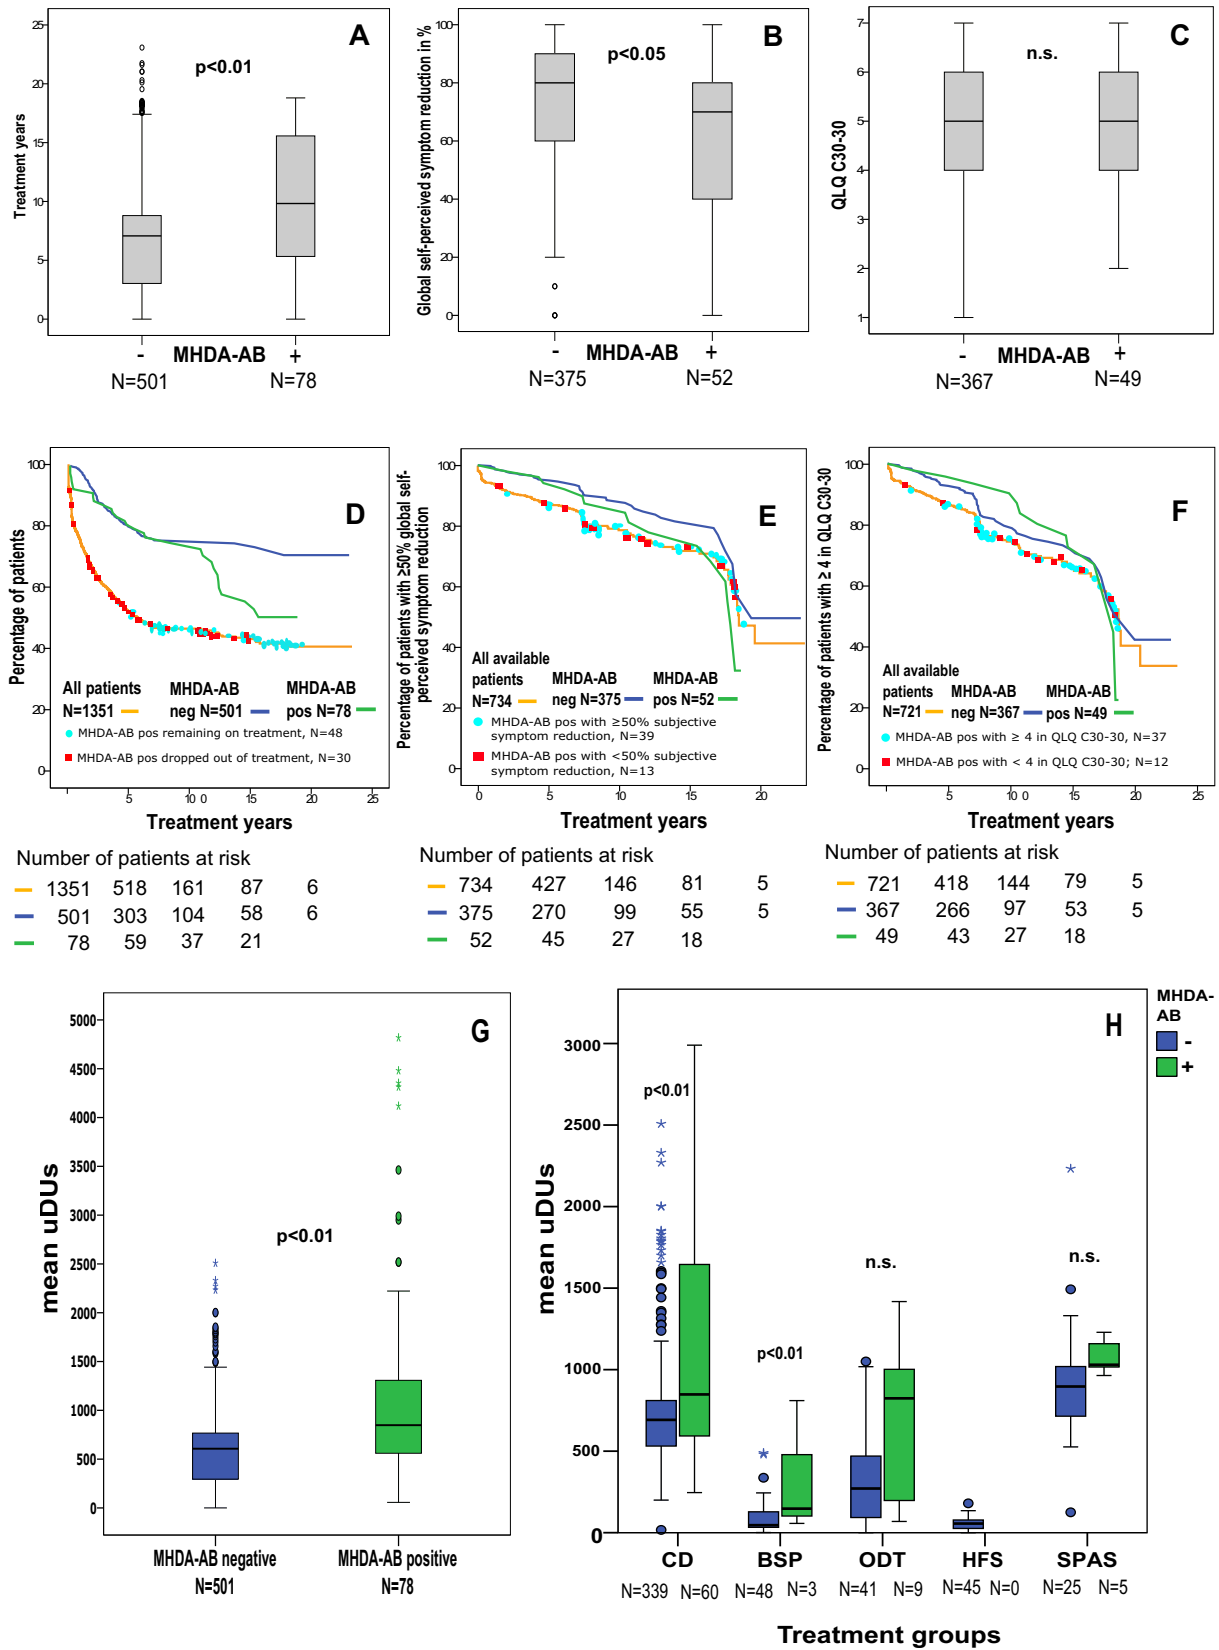 A
p<0.01
Treatment years
25
20
15
10
5
0
- MHDA-AB +
N=501 N=78
B
p<0.05
Global self-perceived symptom reduction in %
100
80
60
40
20
0
- MHDA-AB +
N=375 N=52
C
n.s.
QLQ C30-30
7
6
5
4
3
2
1
- MHDA-AB +
N=367 N=49
D
Percentage of patients
100
80
60
40
20
0
All patients MHDA-AB MHDA-AB
N=1351 neg N=501 pos N=78
MHDA-AB pos remaining on treatment, N=48
MHDA-AB pos dropped out of treatment, N=30
5 10 0 15 20 25
Treatment years
E
Percentage of patients with ≥50% global self-
perceived symptom reduction
100
80
60
40
20
0
All available
patients MHDA-AB MHDA-AB
N=734 neg N=375 pos N=52
MHDA-AB pos with ≥50% subjective
symptom reduction, N=39
MHDA-AB pos with <50% subjective
symptom reduction, N=13
0 5 10 15 20 25
Treatment years
F
Percentage of patients with ≥ 4 in QLQ C30-30
100
80
60
40
20
0
All available
patients MHDA-AB MHDA-AB
N=721 neg N=367 pos N=49
MHDA-AB pos with ≥ 4 in QLQ C30-30, N=37
MHDA-AB pos with < 4 in QLQ C30-30; N=12
5 10 0 15 20 25
Treatment years
Number of patients at risk
1351 518 161 87 6
501 303 104 58 6
78 59 37 21
Number of patients at risk
734 427 146 81 5
375 270 99 55 5
52 45 27 18
Number of patients at risk
721 418 144 79 5
367 266 97 53 5
49 43 27 18
G
p<0.01
mean uDUs
5000
4500
4000
3500
3000
2500
2000
1500
1000
500
0
MHDA-AB negative MHDA-AB positive
N=501 N=78
H
MHDA-
AB
-
+
mean uDUs
3000
2500
2000
1500
1000
500
0
p<0.01
p<0.01
n.s.
n.s.
CD BSP ODT HFS SPAS
N=339 N=60 N=48 N=3 N=41 N=9 N=45 N=0 N=25 N=5
Treatment groups